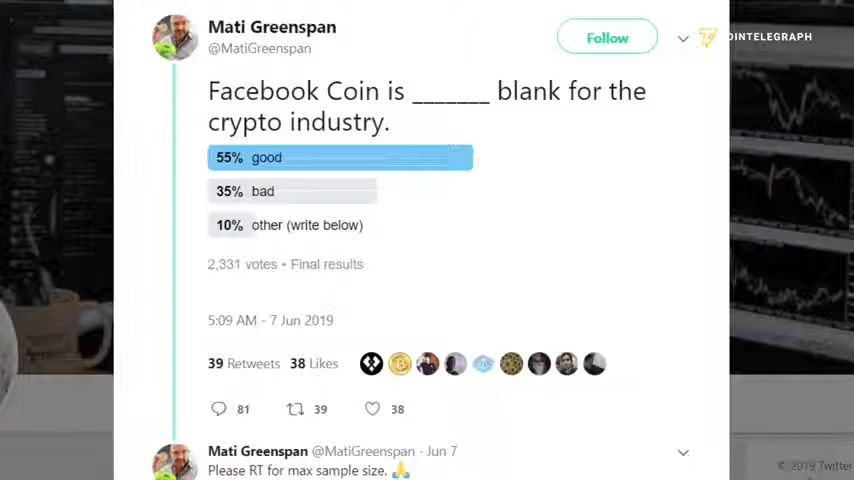 Mati Greenspan
@MatiGreenspan
Follow
OINTELEGRAPH
Facebook Coin is _______ blank for the
crypto industry.
55% good
35% bad
10% other (write below)
2,331 votes • Final results
5:09 AM - 7 Jun 2019
39 Retweets 38 Likes
81 39 38
Mati Greenspan @MatiGreenspan · Jun 7
Please RT for max sample size. 🙏
© 2019 Twitter